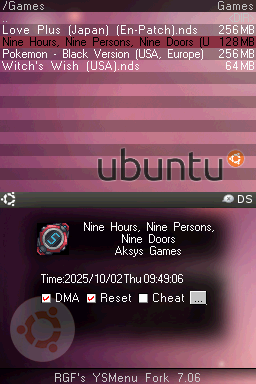 /Games Games
..
Love Plus (Japan) (En-Patch).nds 256MB
Nine Hours, Nine Persons, Nine Doors (U 128MB
Pokemon - Black Version (USA, Europe) 256MB
Witch's Wish (USA).nds 64MB
ubuntu
DS
Nine Hours, Nine Persons,
Nine Doors
Aksys Games
Time:2025/10/02 Thu 09:49:06
DMA Reset Cheat ...
RGF's YSMenu Fork 7.06